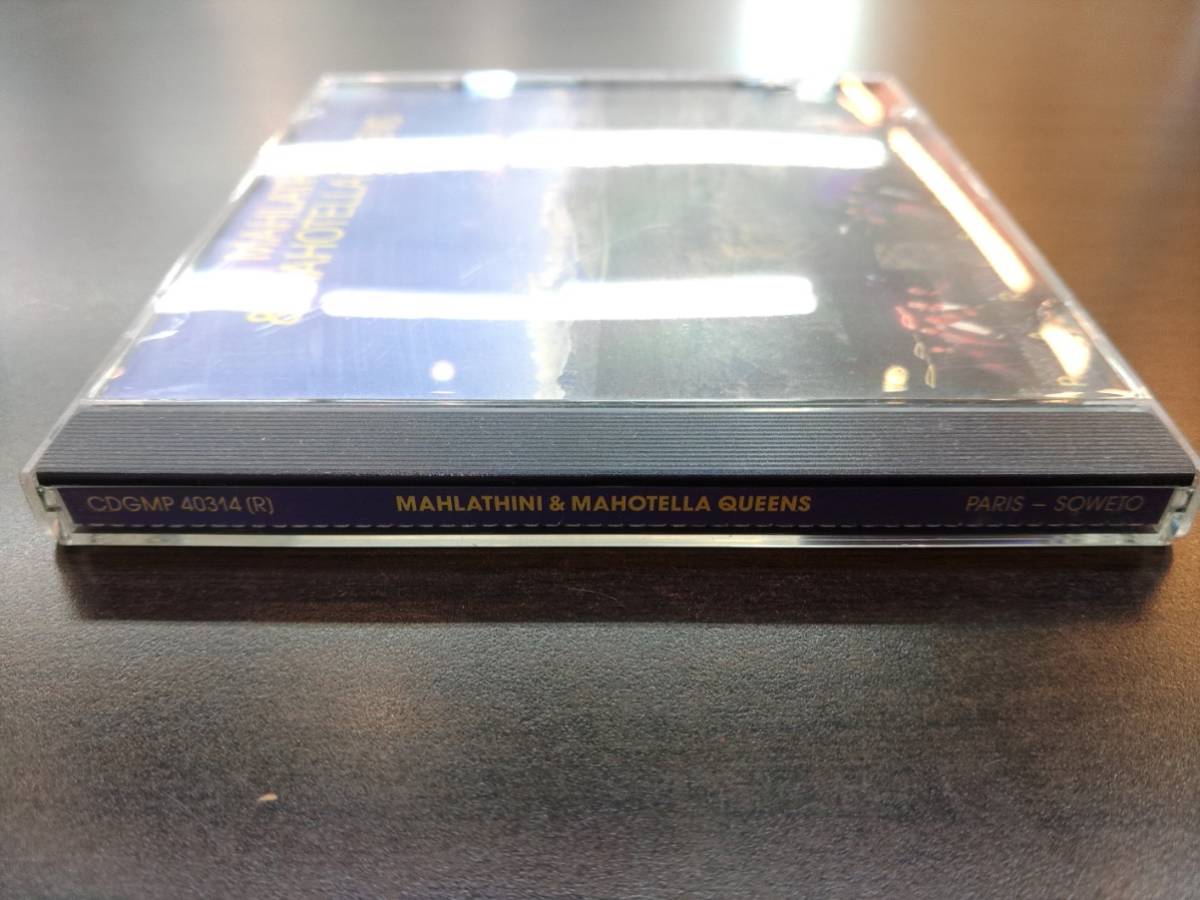 MAHLATHINI
& MAHOTELLA
CDGMP 40314 (R) MAHLATHINI & MAHOTELLA QUEENS PARIS – SOWETO